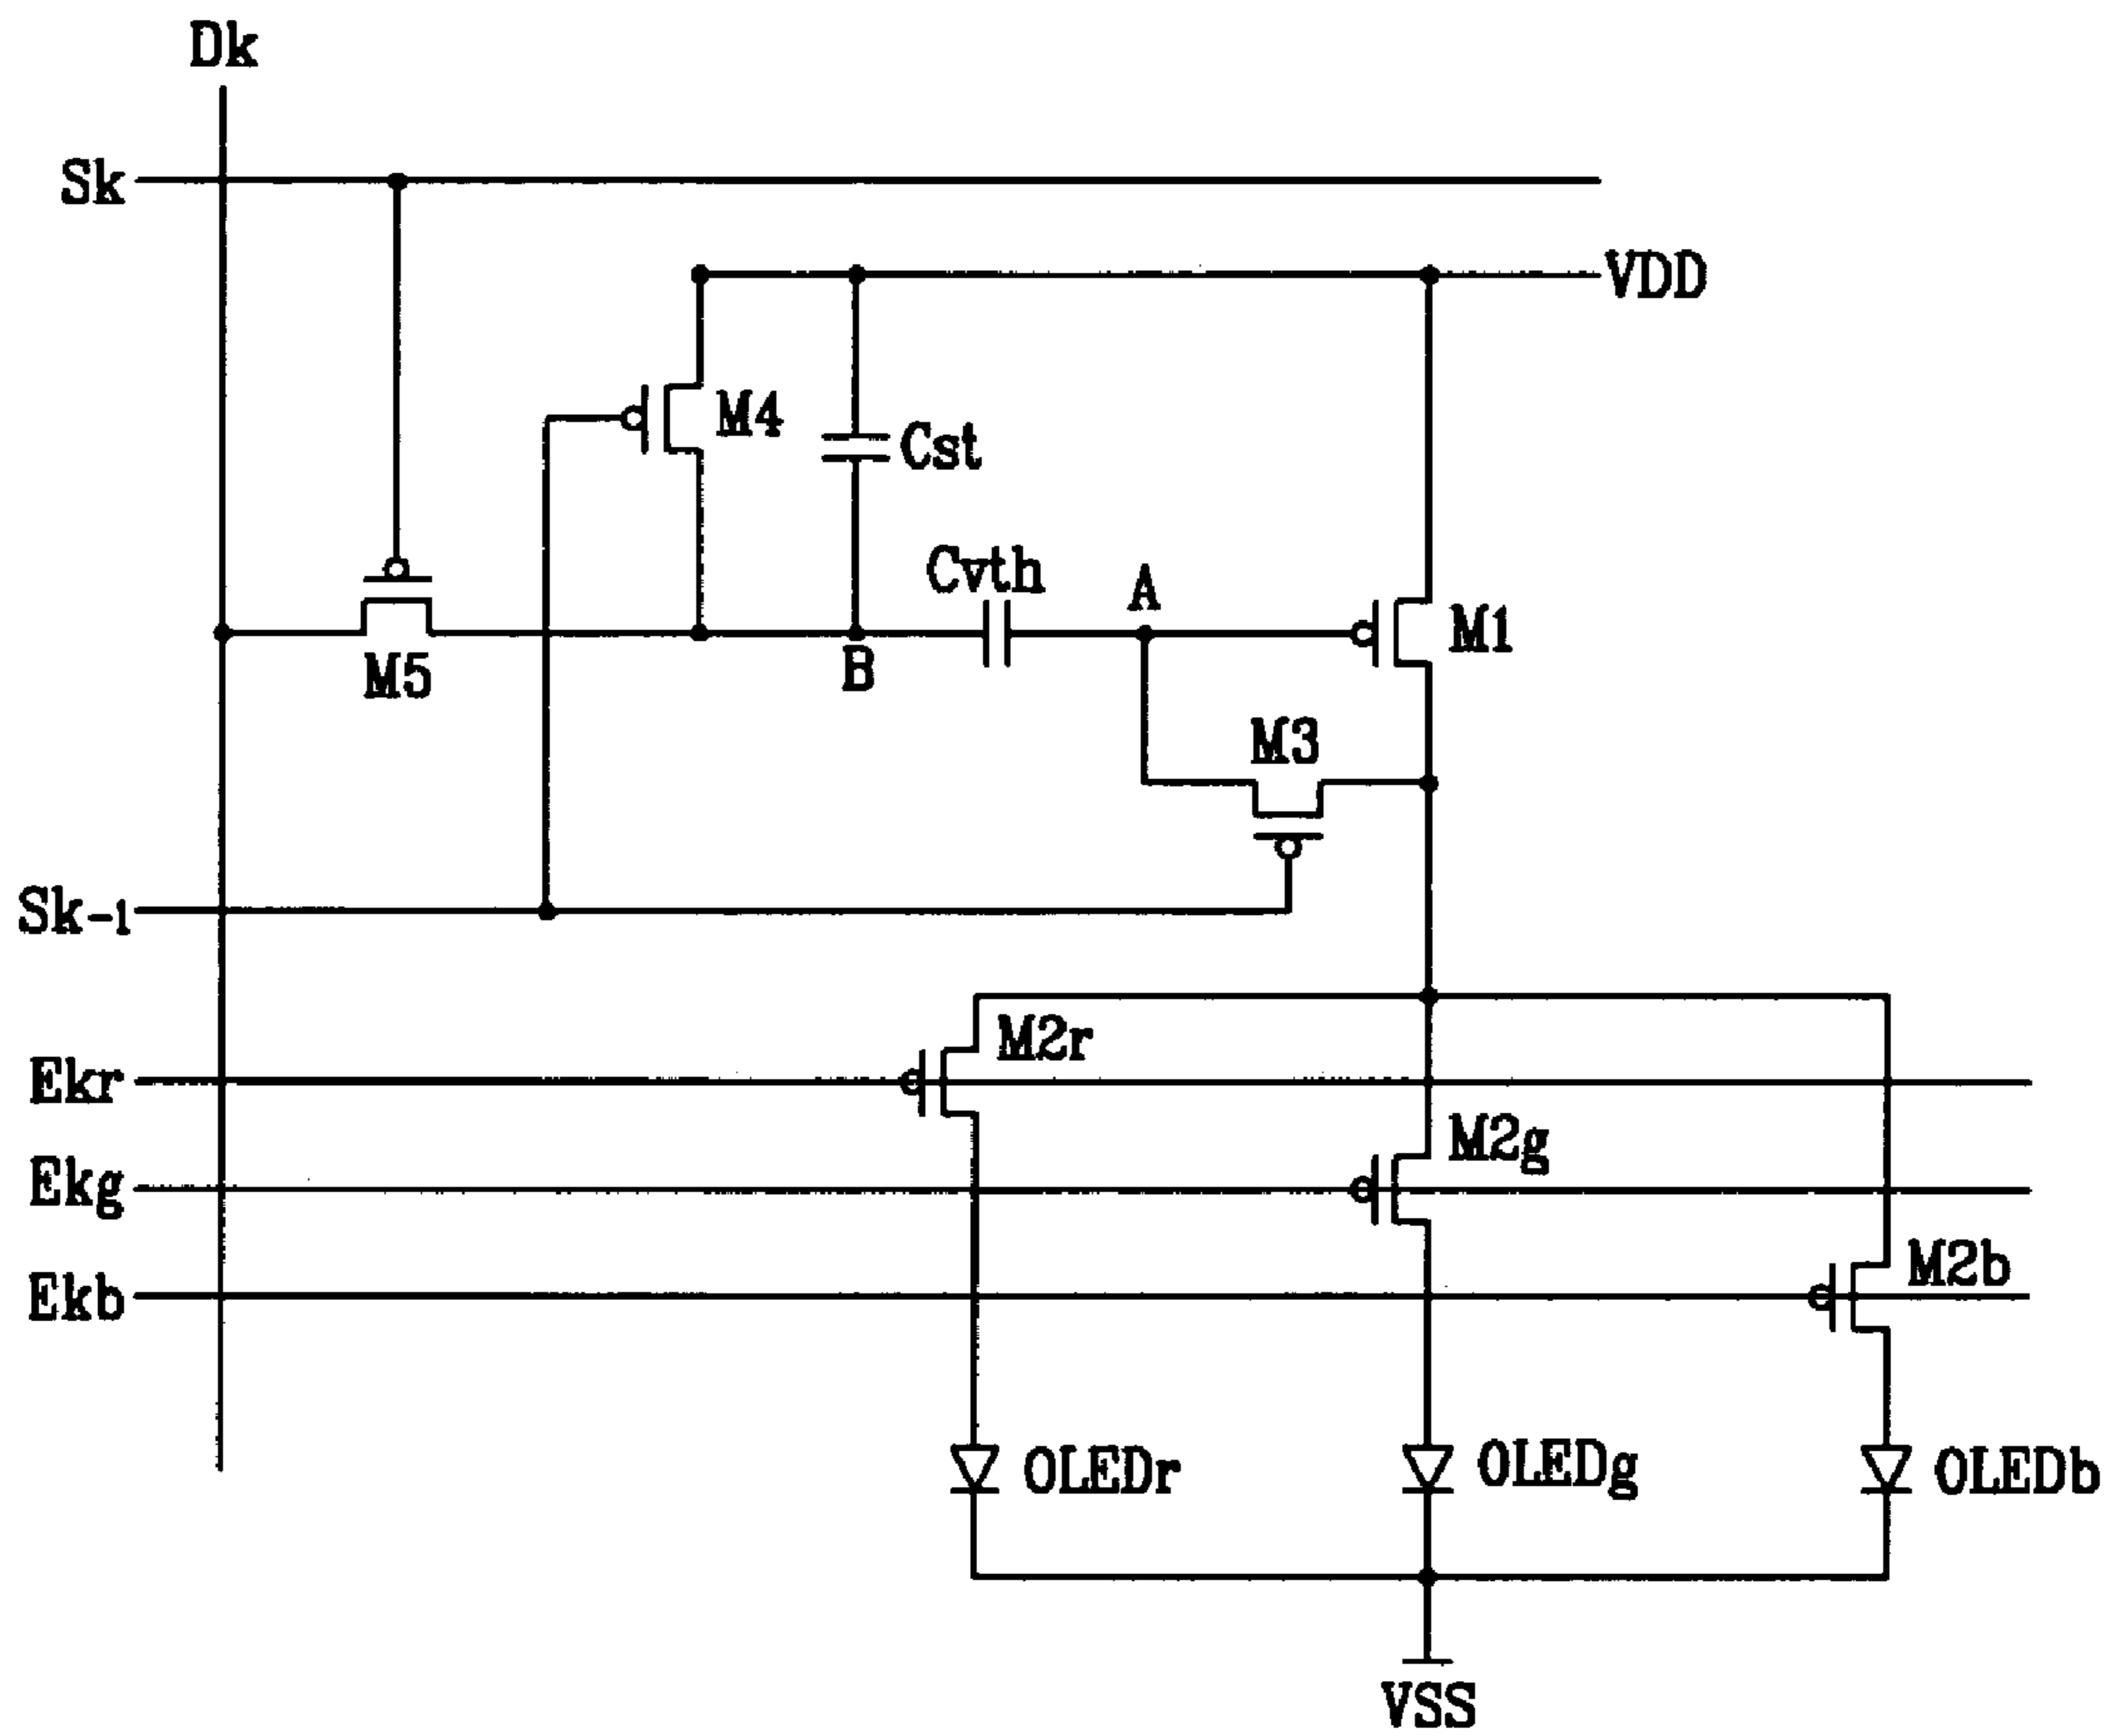 Dk
Sk
VDD
M4
Cst
Cvth
A
M1
B
M5
M3
Sk-1
M2r
Ekr
M2g
Ekg
M2b
Ekb
OLEDr
OLEDg
OLEDb
VSS